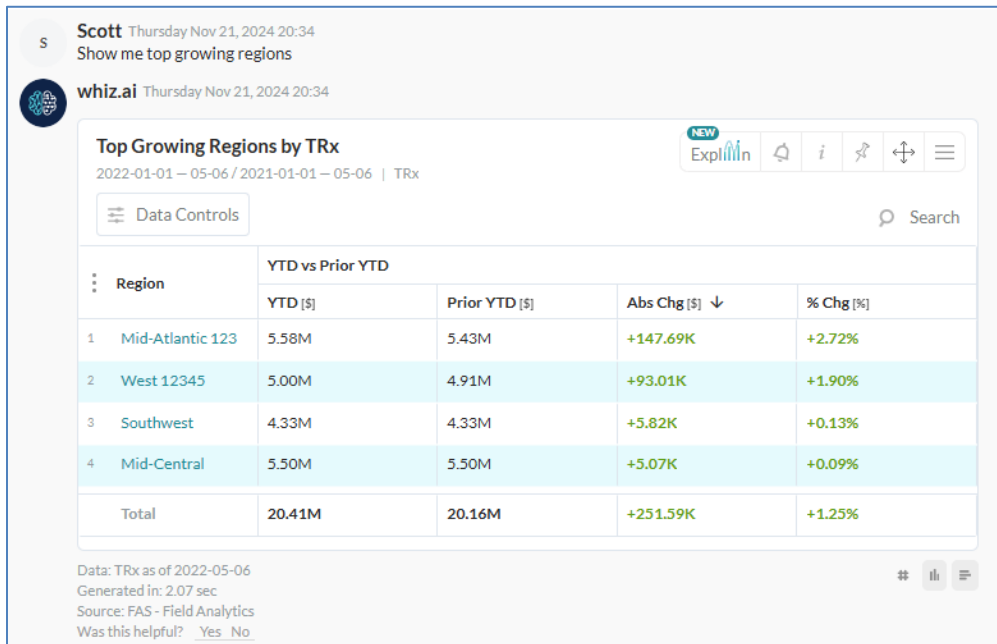 S
Scott Thursday Nov 21, 2024 20:34
Show me top growing regions
whiz.ai Thursday Nov 21, 2024 20:34
Top Growing Regions by TRx
NEW
Explain
i
2022-01-01 — 05-06 / 2021-01-01 — 05-06 | TRx
Data Controls
Search
Region
YTD vs Prior YTD
YTD [$] Prior YTD [$] Abs Chg [$] ↓ % Chg [%]
1 Mid-Atlantic 123 5.58M 5.43M +147.69K +2.72%
2 West 12345 5.00M 4.91M +93.01K +1.90%
3 Southwest 4.33M 4.33M +5.82K +0.13%
4 Mid-Central 5.50M 5.50M +5.07K +0.09%
Total 20.41M 20.16M +251.59K +1.25%
Data: TRx as of 2022-05-06
#
Generated in: 2.07 sec
Source: FAS - Field Analytics
Was this helpful? Yes No